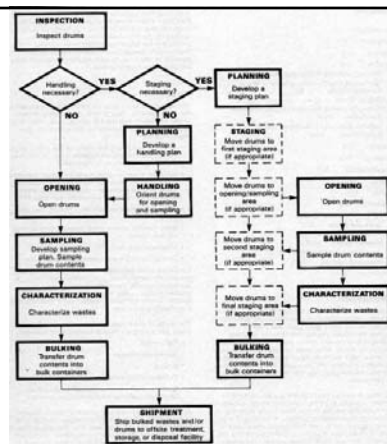 INSPECTION
Inspect drums
Handling
necessary?
YES
Staging
necessary?
YES
PLANNING
Develop a
staging plan
NO
NO
PLANNING
Develop a
handling plan
STAGING
Move drums to
first staging area
(if appropriate)
OPENING
Open drums
HANDLING
Orient drums
for opening
and sampling
Move drums to
opening/sampling
area
(if appropriate)
OPENING
Open drums
SAMPLING
Develop sampling
plan. Sample
drum contents
Move drums to
second staging
area
(if appropriate)
SAMPLING
Sample drum contents
CHARACTERIZATION
Characterize wastes
Move drums to
final staging area
(if appropriate)
CHARACTERIZATION
Characterize wastes
BULKING
Transfer drum
contents into
bulk containers
BULKING
Transfer drum
contents into
bulk containers
SHIPMENT
Ship bulked wastes and/or
drums to offsite treatment,
storage, or disposal facility